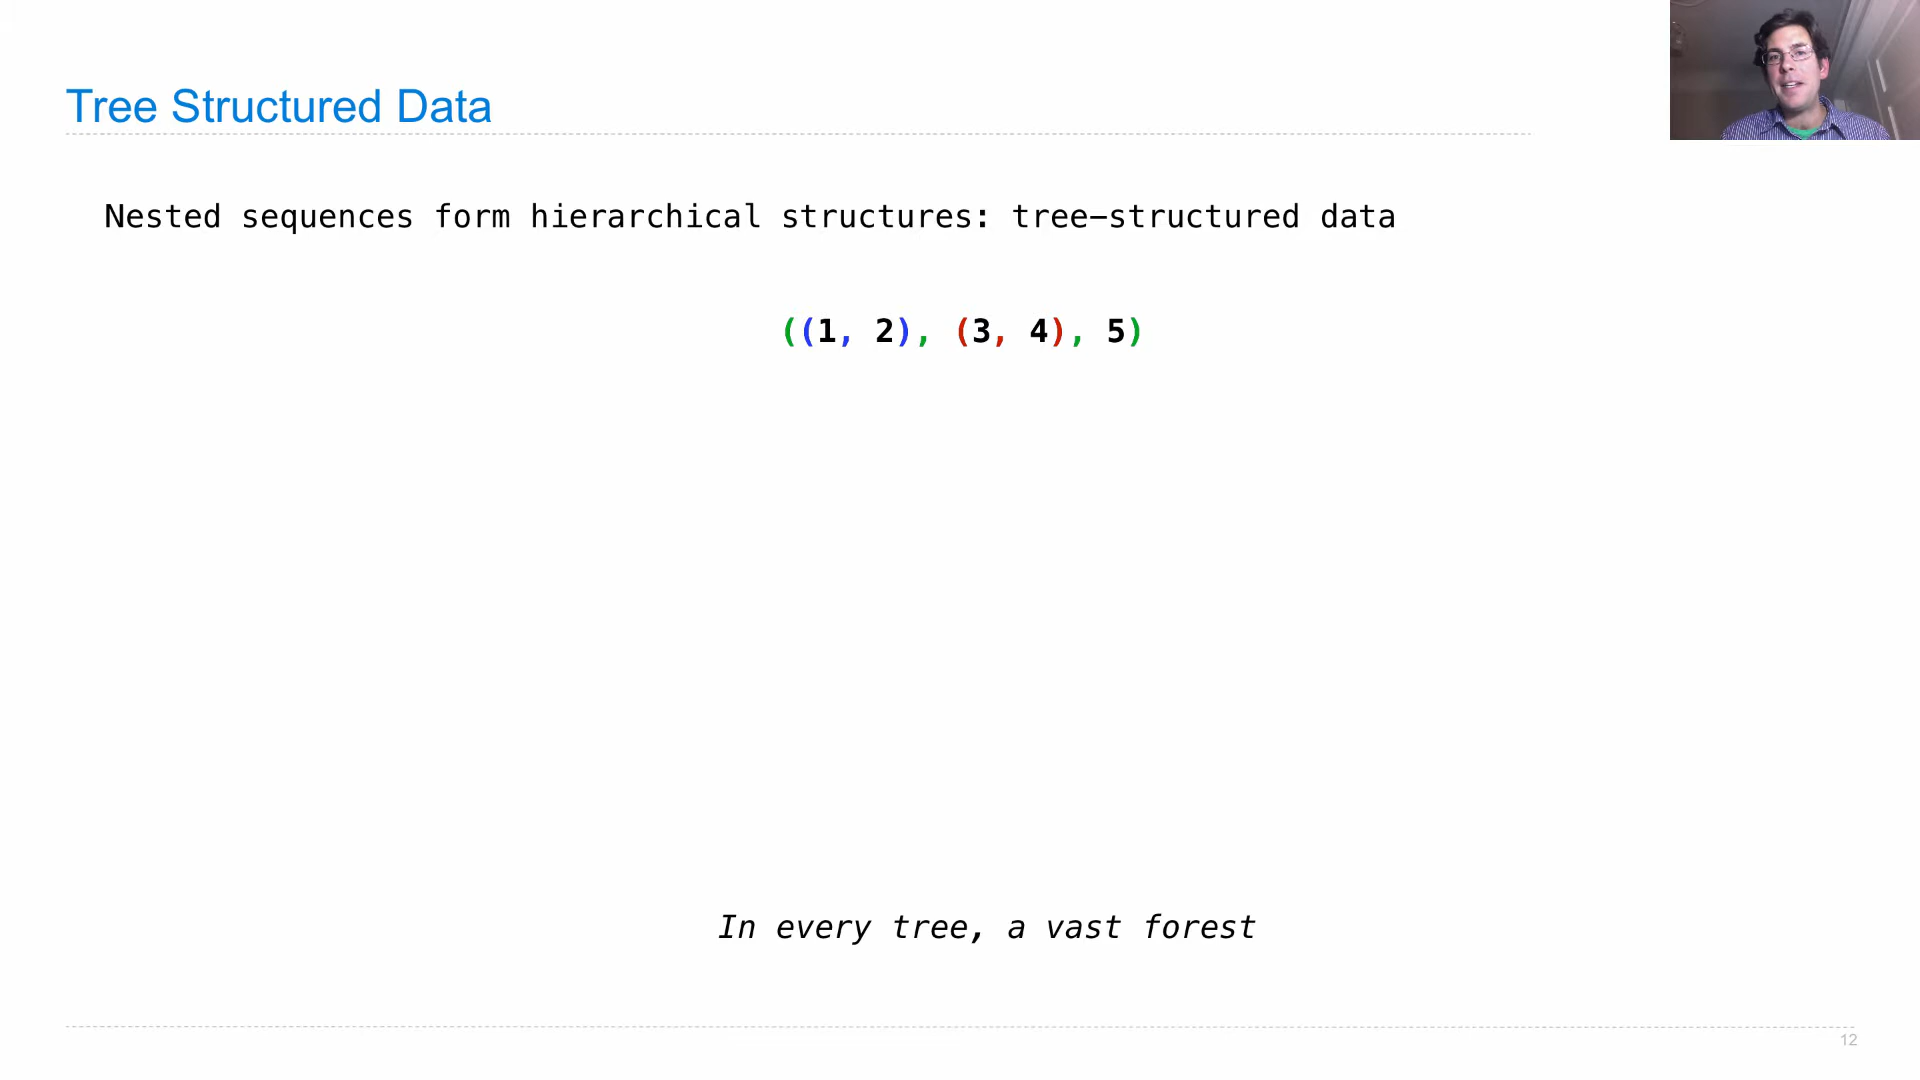 Tree Structured Data
Nested sequences form hierarchical structures: tree-structured data
((1, 2), (3, 4), 5)
In every tree, a vast forest
12